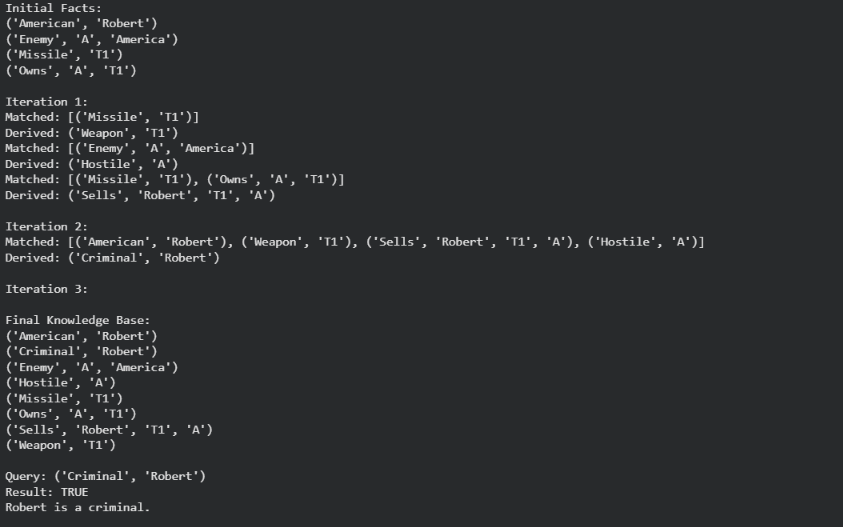 Initial Facts:
('American', 'Robert')
('Enemy', 'A', 'America')
('Missile', 'T1')
('Owns', 'A', 'T1')
Iteration 1:
Matched: [('Missile', 'T1')]
Derived: ('Weapon', 'T1')
Matched: [('Enemy', 'A', 'America')]
Derived: ('Hostile', 'A')
Matched: [('Missile', 'T1'), ('Owns', 'A', 'T1')]
Derived: ('Sells', 'Robert', 'T1', 'A')
Iteration 2:
Matched: [('American', 'Robert'), ('Weapon', 'T1'), ('Sells', 'Robert', 'T1', 'A'), ('Hostile', 'A')]
Derived: ('Criminal', 'Robert')
Iteration 3:
Final Knowledge Base:
('American', 'Robert')
('Criminal', 'Robert')
('Enemy', 'A', 'America')
('Hostile', 'A')
('Missile', 'T1')
('Owns', 'A', 'T1')
('Sells', 'Robert', 'T1', 'A')
('Weapon', 'T1')
Query: ('Criminal', 'Robert')
Result: TRUE
Robert is a criminal.